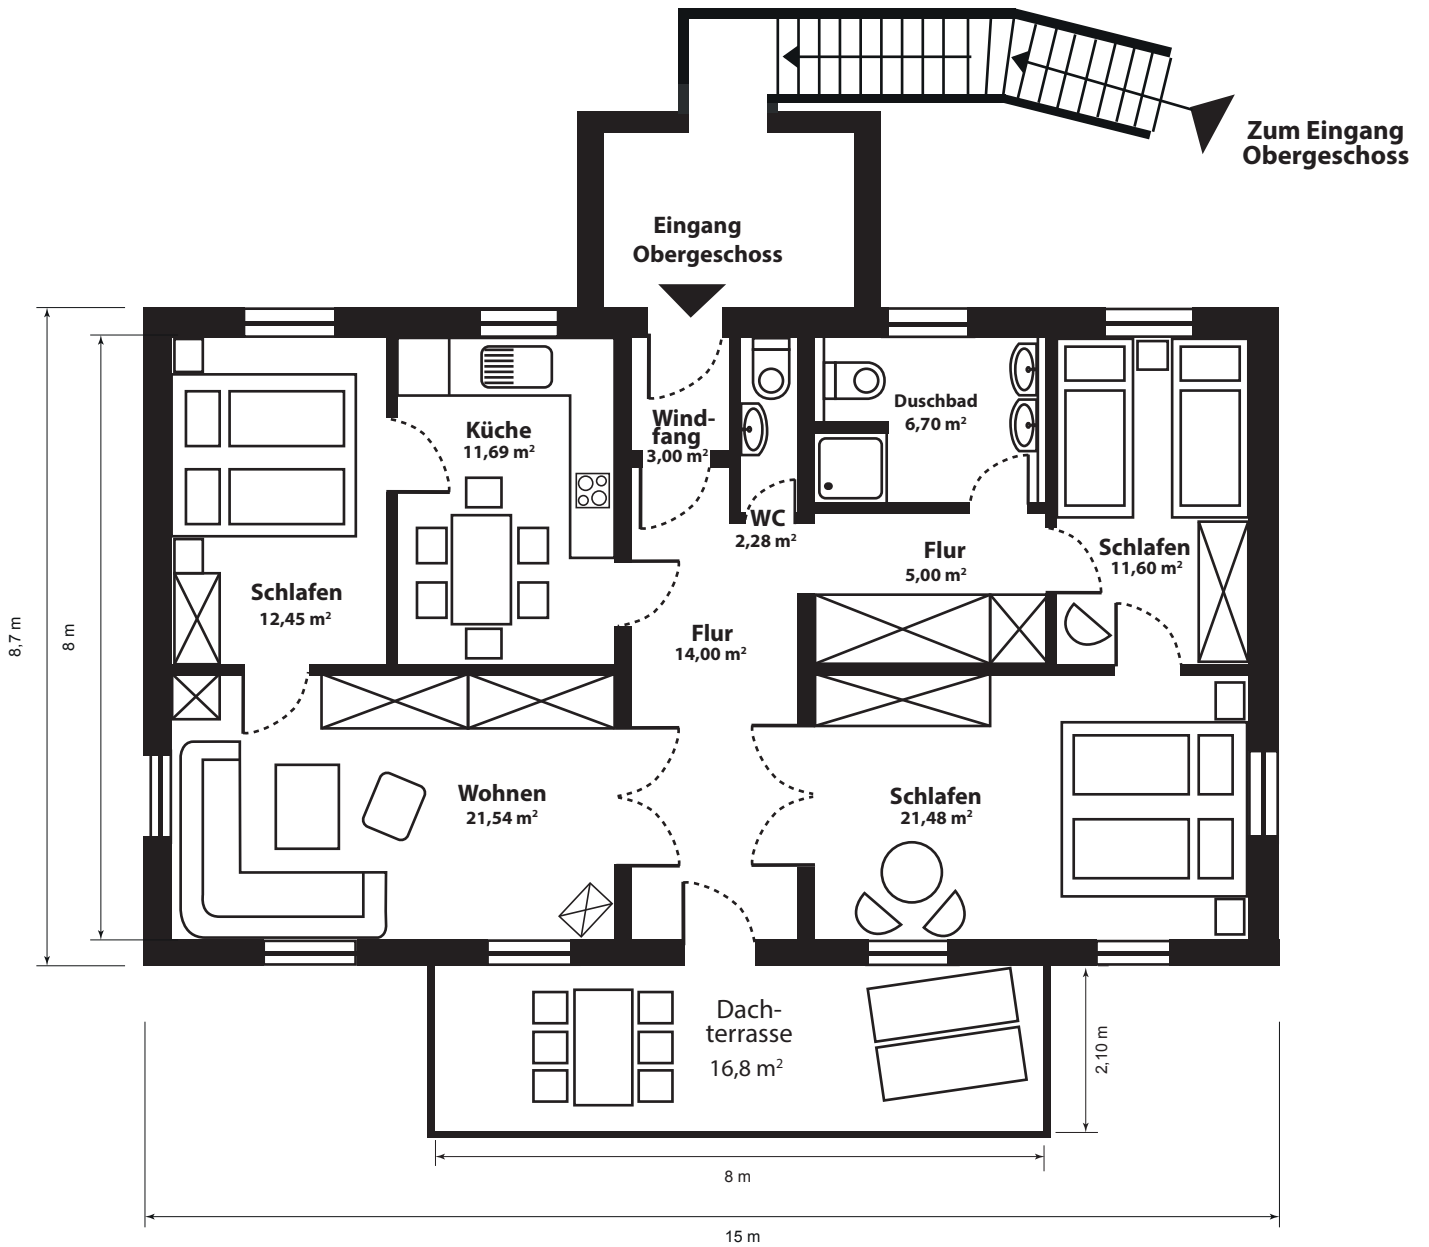 Zum Eingang
Obergeschoss
Eingang
Obergeschoss
Küche
11,69 m²
Wind-
fang
3,00 m²
Duschbad
6,70 m²
WC
2,28 m²
Flur
5,00 m²
Schlafen
11,60 m²
Schlafen
12,45 m²
Flur
14,00 m²
8,7 m
8 m
Wohnen
21,54 m²
Schlafen
21,48 m²
Dach-
terrasse
16,8 m²
2,10 m
8 m
15 m